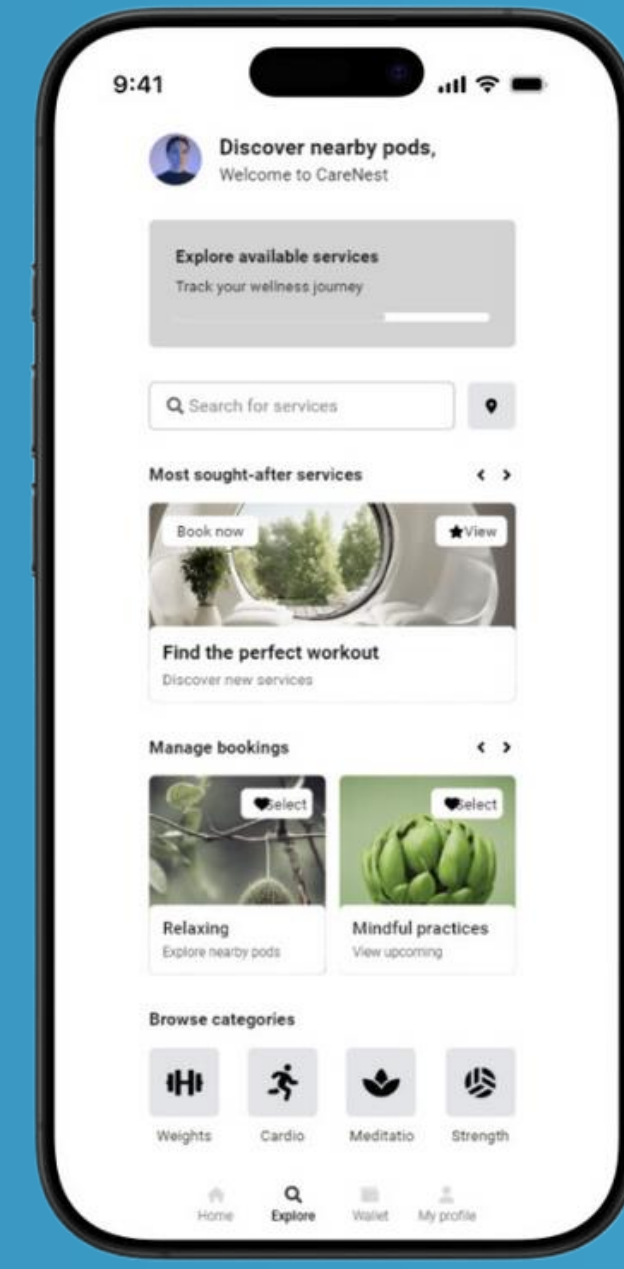 9:41
Discover nearby pods,
Welcome to CareNest
Explore available services
Track your wellness journey
Search for services
Most sought-after services
Book now
View
Find the perfect workout
Discover new services
Manage bookings
Select
Select
Relaxing
Explore nearby pods
Mindful practices
View upcoming
Browse categories
Weights
Cardio
Meditatio
Strength
Home
Explore
Wallet
My profile